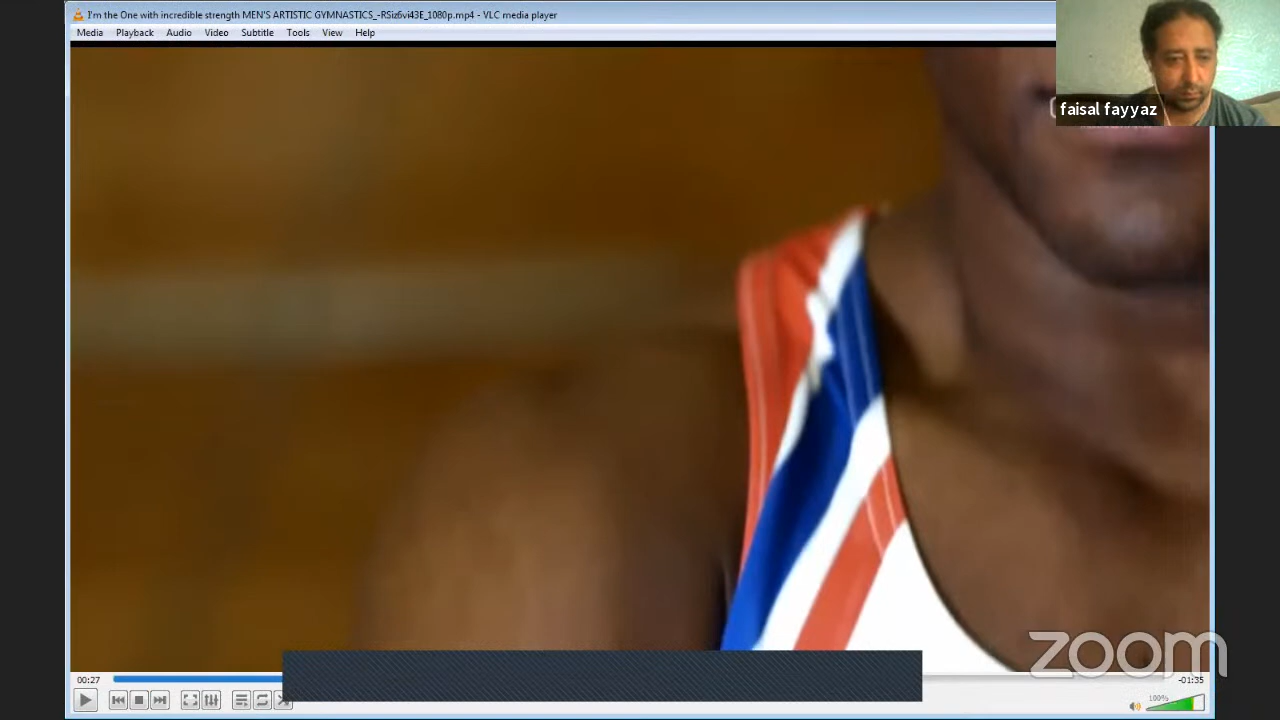 I'm the One with incredible strength MEN'S ARTISTIC GYMNASTICS_-RSiz6vi43E_1080p.mp4 - VLC media player
Media Playback Audio Video Subtitle Tools View Help
faisal fayyaz
zoom
00:27
-01:35
100%